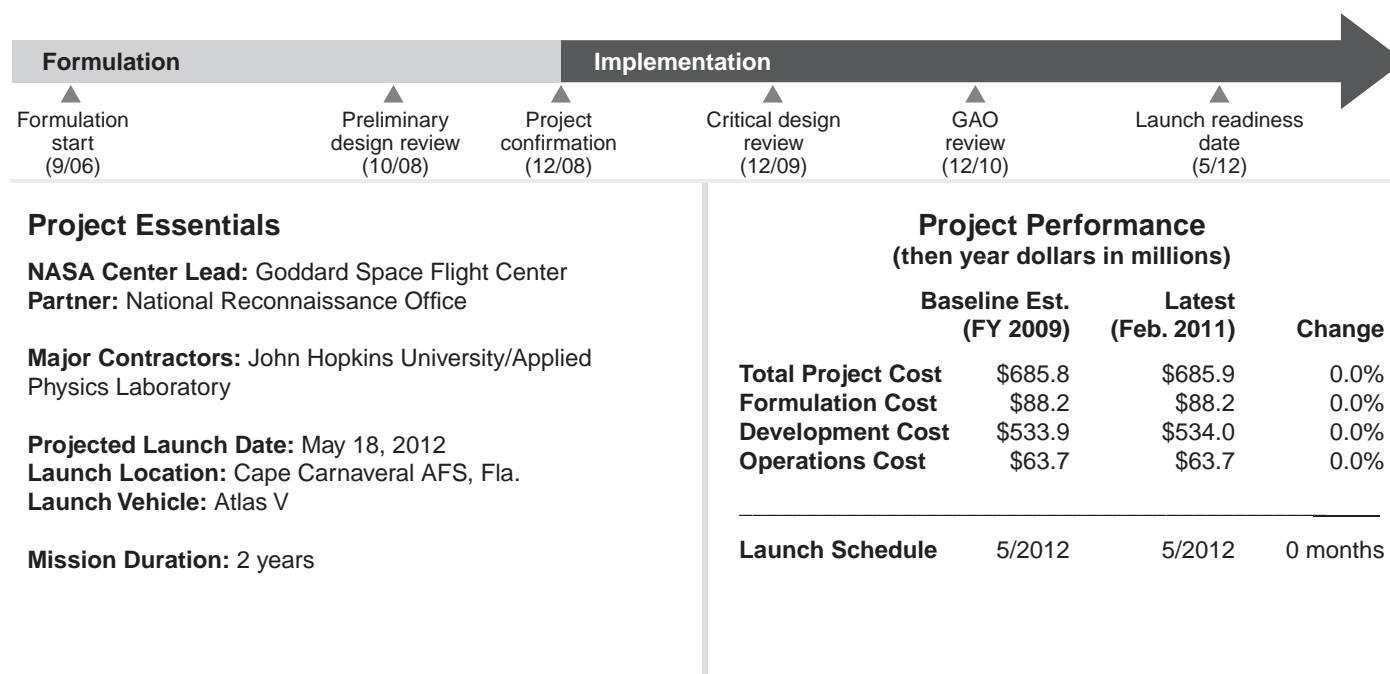 Formulation
Implementation
Formulation
start
(9/06)
Preliminary
design review
(10/08)
Project
confirmation
(12/08)
Critical design
review
(12/09)
GAO
review
(12/10)
Launch readiness
date
(5/12)
Project Essentials
NASA Center Lead: Goddard Space Flight Center
Partner: National Reconnaissance Office
Major Contractors: John Hopkins University/Applied
Physics Laboratory
Projected Launch Date: May 18, 2012
Launch Location: Cape Carnaveral AFS, Fla.
Launch Vehicle: Atlas V
Mission Duration: 2 years
Project Performance
(then year dollars in millions)
Baseline Est. Latest
(FY 2009) (Feb. 2011) Change
Total Project Cost $685.8 $685.9 0.0%
Formulation Cost $88.2 $88.2 0.0%
Development Cost $533.9 $534.0 0.0%
Operations Cost $63.7 $63.7 0.0%
Launch Schedule 5/2012 5/2012 0 months